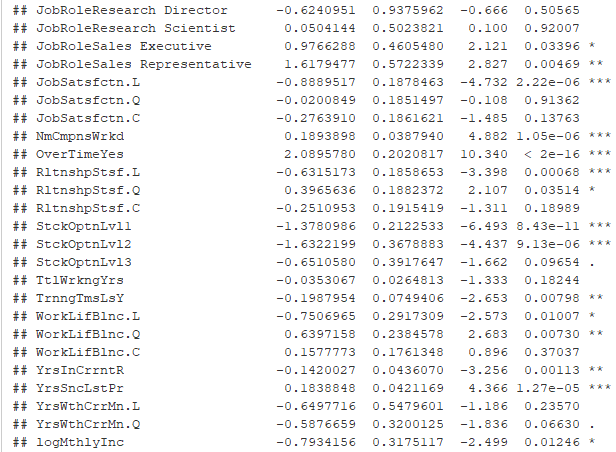 ## JobRoleResearch Director -0.6240951 0.9375962 -0.666 0.50565
## JobRoleResearch Scientist 0.0504144 0.5023821 0.100 0.92007
## JobRoleSales Executive 0.9766288 0.4605480 2.121 0.03396 *
## JobRoleSales Representative 1.6179477 0.5722339 2.827 0.00469 **
## JobSatsfctn.L -0.8889517 0.1878463 -4.732 2.22e-06 ***
## JobSatsfctn.Q -0.0200849 0.1851497 -0.108 0.91362
## JobSatsfctn.C -0.2763910 0.1861621 -1.485 0.13763
## NmCmpnsWrkd 0.1893898 0.0387940 4.882 1.05e-06 ***
## OverTimeYes 2.0895780 0.2020817 10.340 < 2e-16 ***
## RltnshpStsf.L -0.6315173 0.1858653 -3.398 0.00068 ***
## RltnshpStsf.Q 0.3965636 0.1882372 2.107 0.03514 *
## RltnshpStsf.C -0.2510953 0.1915419 -1.311 0.18989
## StckOptnLvl1 -1.3780986 0.2122533 -6.493 8.43e-11 ***
## StckOptnLvl2 -1.6322199 0.3678883 -4.437 9.13e-06 ***
## StckOptnLvl3 -0.6510580 0.3917647 -1.662 0.09654 .
## TtlWrkngYrs -0.0353067 0.0264813 -1.333 0.18244
## TrnngTmsLsY -0.1987954 0.0749406 -2.653 0.00798 **
## WorkLifBlnc.L -0.7506965 0.2917309 -2.573 0.01007 *
## WorkLifBlnc.Q 0.6397158 0.2384578 2.683 0.00730 **
## WorkLifBlnc.C 0.1577773 0.1761348 0.896 0.37037
## YrsInCrrntR -0.1420027 0.0436070 -3.256 0.00113 **
## YrsSncLstPr 0.1838848 0.0421169 4.366 1.27e-05 ***
## YrsWthCrrMn.L -0.6497716 0.5479601 -1.186 0.23570
## YrsWthCrrMn.Q -0.5876659 0.3200125 -1.836 0.06630 .
## logMthlyInc -0.7934156 0.3175117 -2.499 0.01246 *